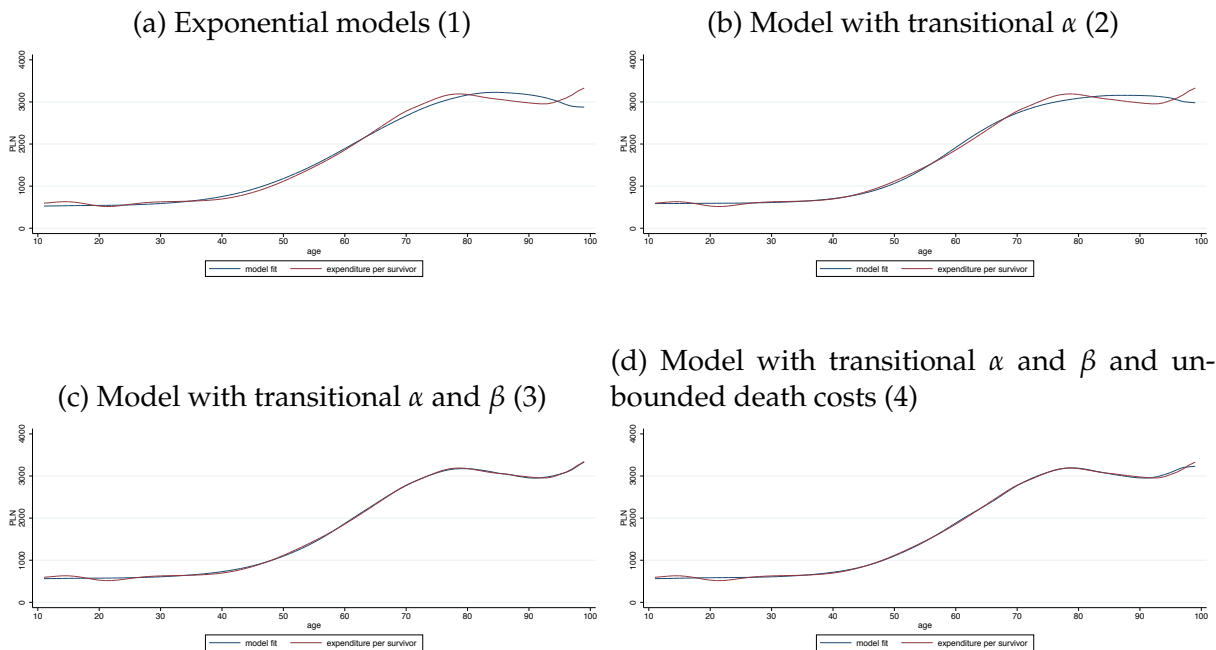 (a) Exponential models (1)
4000
3000
2000
1000
0
PLN
10 20 30 40 50 60 70 80 90 100
age
model fit expenditure per survivor
(b) Model with transitional α (2)
4000
3000
2000
1000
0
PLN
10 20 30 40 50 60 70 80 90 100
age
model fit expenditure per survivor
(c) Model with transitional α and β (3)
4000
3000
2000
1000
0
PLN
10 20 30 40 50 60 70 80 90 100
age
model fit expenditure per survivor
(d) Model with transitional α and β and un-
bounded death costs (4)
4000
3000
2000
1000
0
PLN
10 20 30 40 50 60 70 80 90 100
age
model fit expenditure per survivor